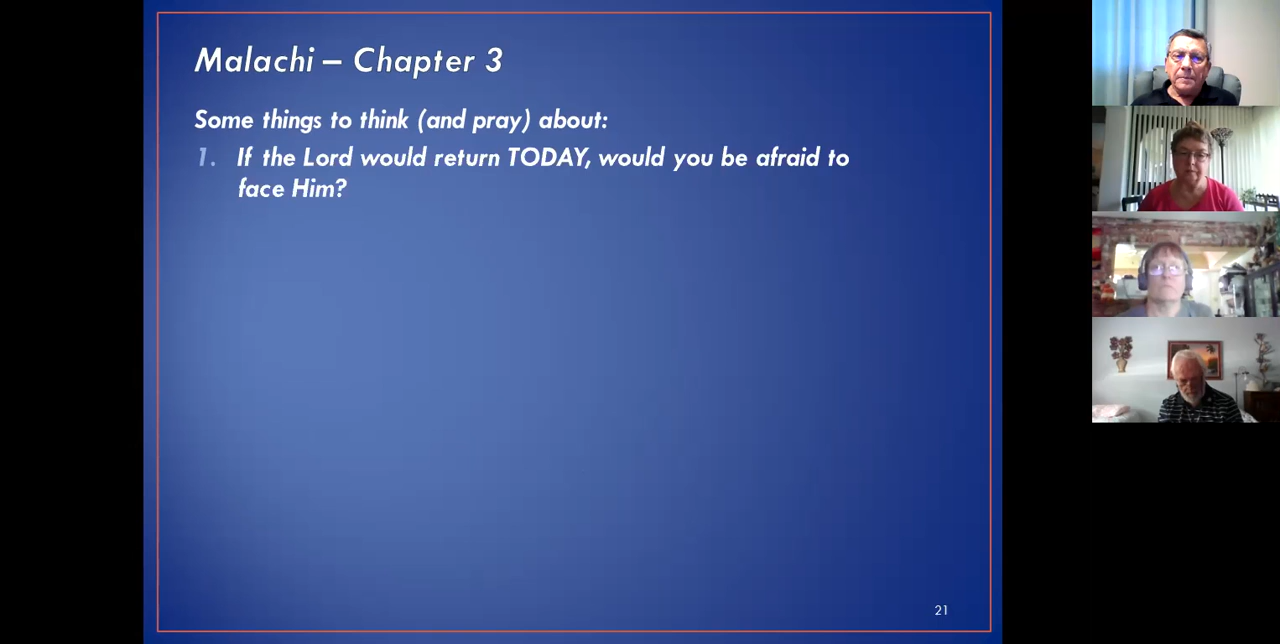 Malachi – Chapter 3
Some things to think (and pray) about:
1. If the Lord would return TODAY, would you be afraid to
face Him?
21